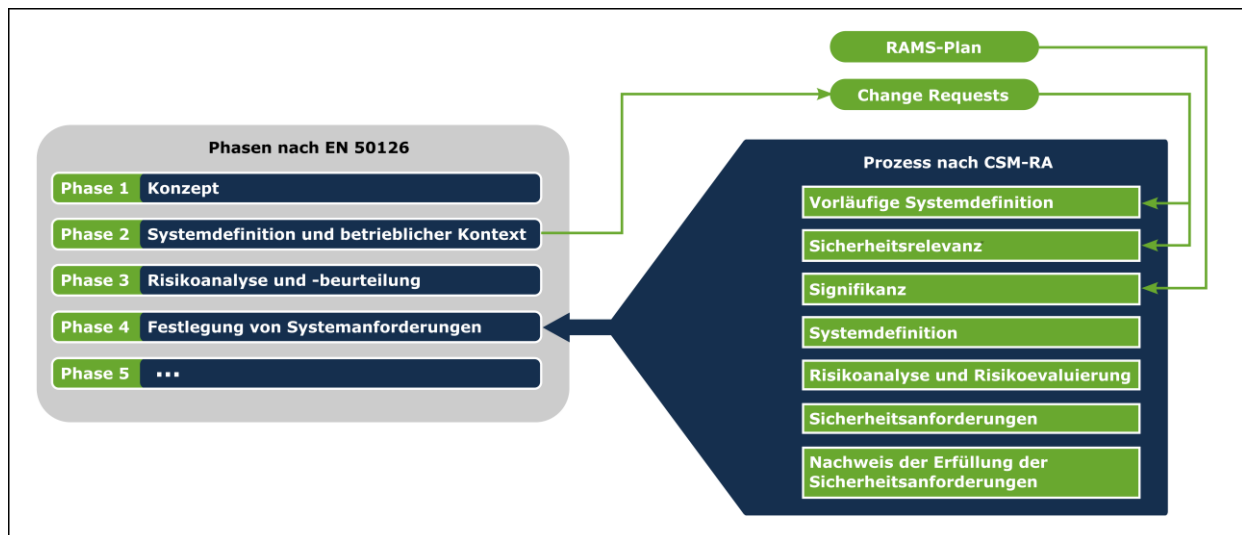 RAMS-Plan
Change Requests
Phasen nach EN 50126
Phase 1 Konzept
Phase 2 Systemdefinition und betrieblicher Kontext
Phase 3 Risikoanalyse und -beurteilung
Phase 4 Festlegung von Systemanforderungen
Phase 5 ...
Prozess nach CSM-RA
Vorläufige Systemdefinition
Sicherheitsrelevanz
Signifikanz
Systemdefinition
Risikoanalyse und Risikoevaluierung
Sicherheitsanforderungen
Nachweis der Erfüllung der
Sicherheitsanforderungen